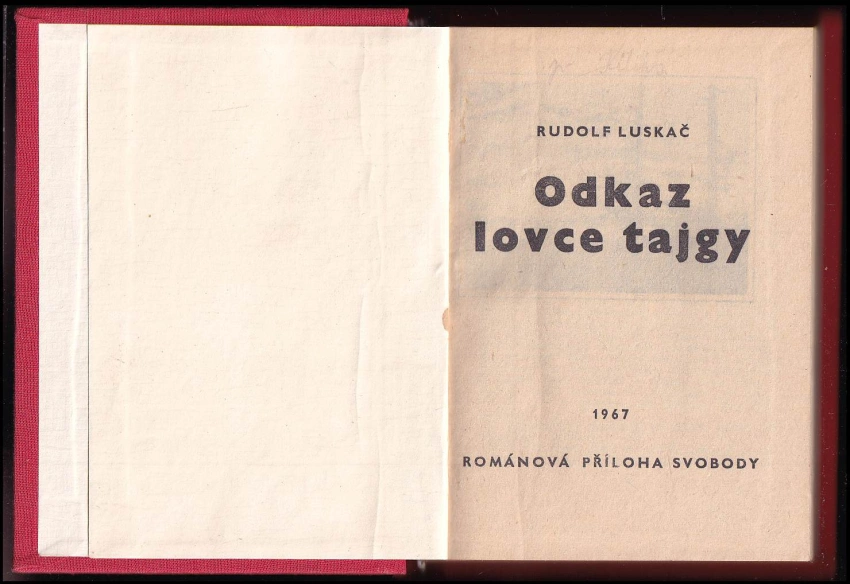 RUDOLF LUSKAČ
Odkaz
lovce tajgy
1967
ROMÁNOVÁ PŘÍLOHA SVOBODY